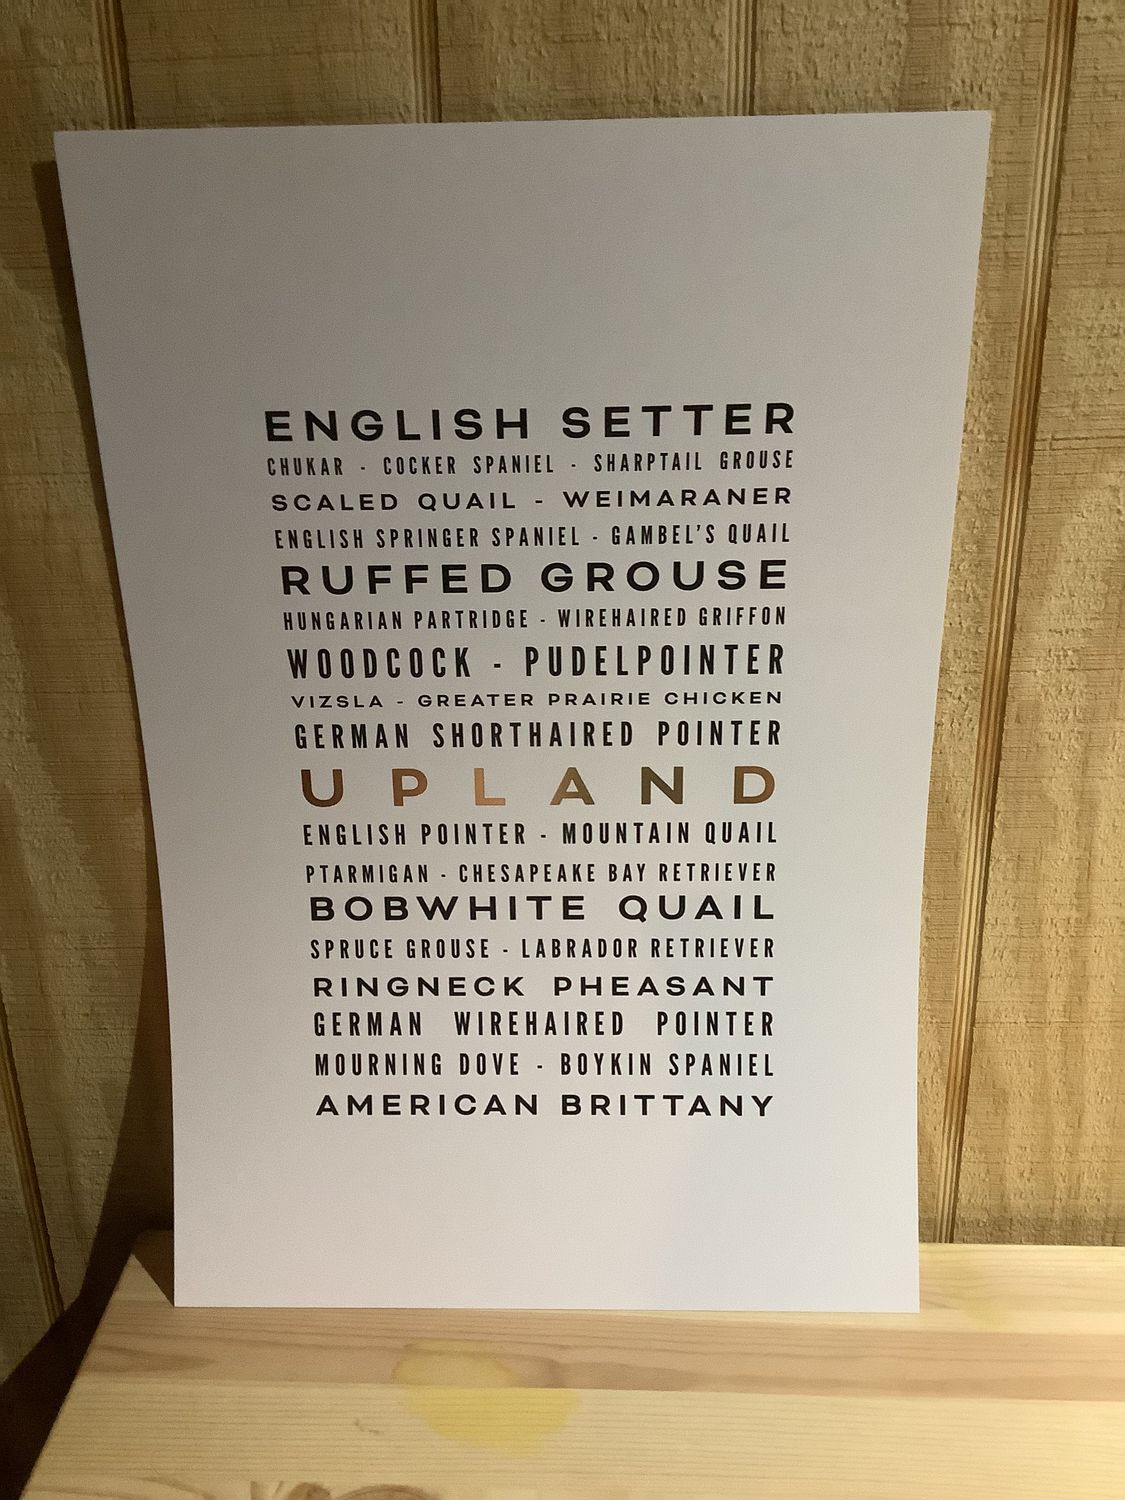 ENGLISH SETTER
CHUKAR - COCKER SPANIEL - SHARPTAIL GROUSE
SCALED QUAIL - WEIMARANER
ENGLISH SPRINGER SPANIEL - GAMBEL'S QUAIL
RUFFED GROUSE
HUNGARIAN PARTRIDGE - WIREHAIRED GRIFFON
WOODCOCK - PUDELPOINTER
VIZSLA - GREATER PRAIRIE CHICKEN
GERMAN SHORTHAIRED POINTER
UPLAND
ENGLISH POINTER - MOUNTAIN QUAIL
PTARMIGAN - CHESAPEAKE BAY RETRIEVER
BOBWHITE QUAIL
SPRUCE GROUSE - LABRADOR RETRIEVER
RINGNECK PHEASANT
GERMAN WIREHAIRED POINTER
MOURNING DOVE - BOYKIN SPANIEL
AMERICAN BRITTANY